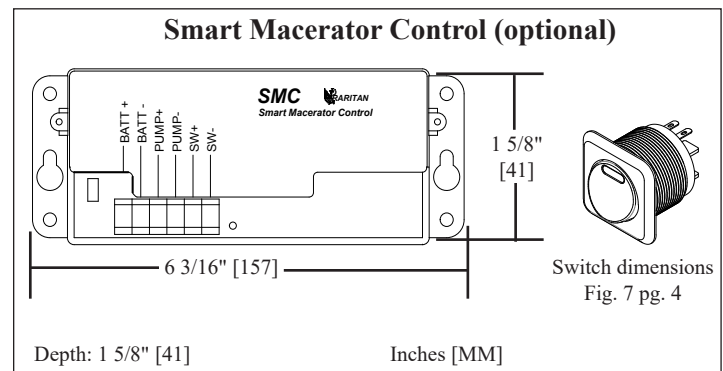 Smart Macerator Control (optional)
BATT +
BATT -
PUMP+
PUMP-
SW+
SW-
SMC RARITAN
Smart Macerator Control
1 5/8"
[41]
6 3/16" [157]
Switch dimensions
Fig. 7 pg. 4
Depth: 1 5/8" [41]
Inches [MM]